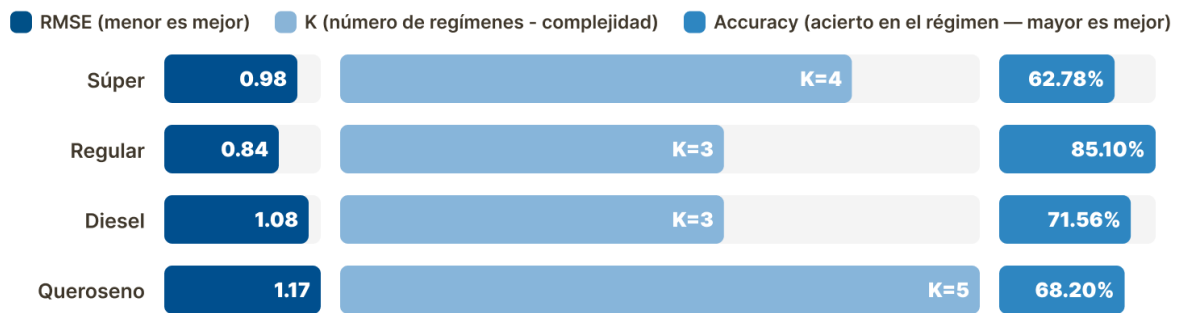 RMSE (menor es mejor) K (número de regímenes - complejidad) Accuracy (acierto en el régimen — mayor es mejor)
Súper 0.98 K=4 62.78%
Regular 0.84 K=3 85.10%
Diesel 1.08 K=3 71.56%
Queroseno 1.17 K=5 68.20%